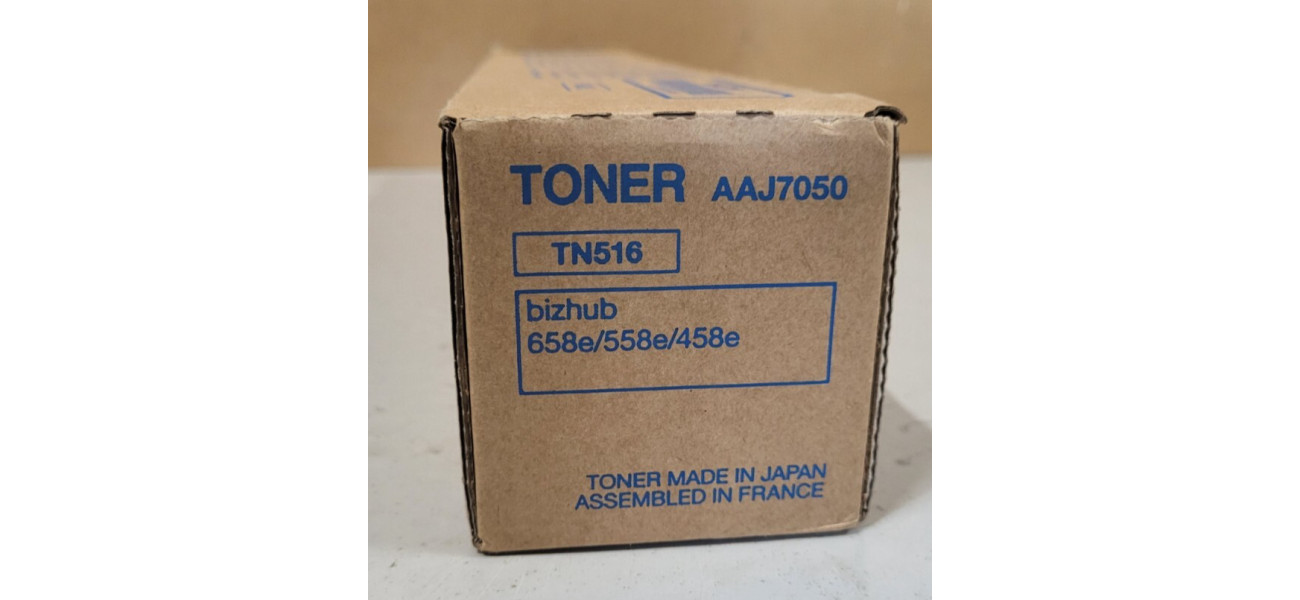 TONER AAJ7050
TN516
bizhub
658e/558e/458e
TONER MADE IN JAPAN
ASSEMBLED IN FRANCE